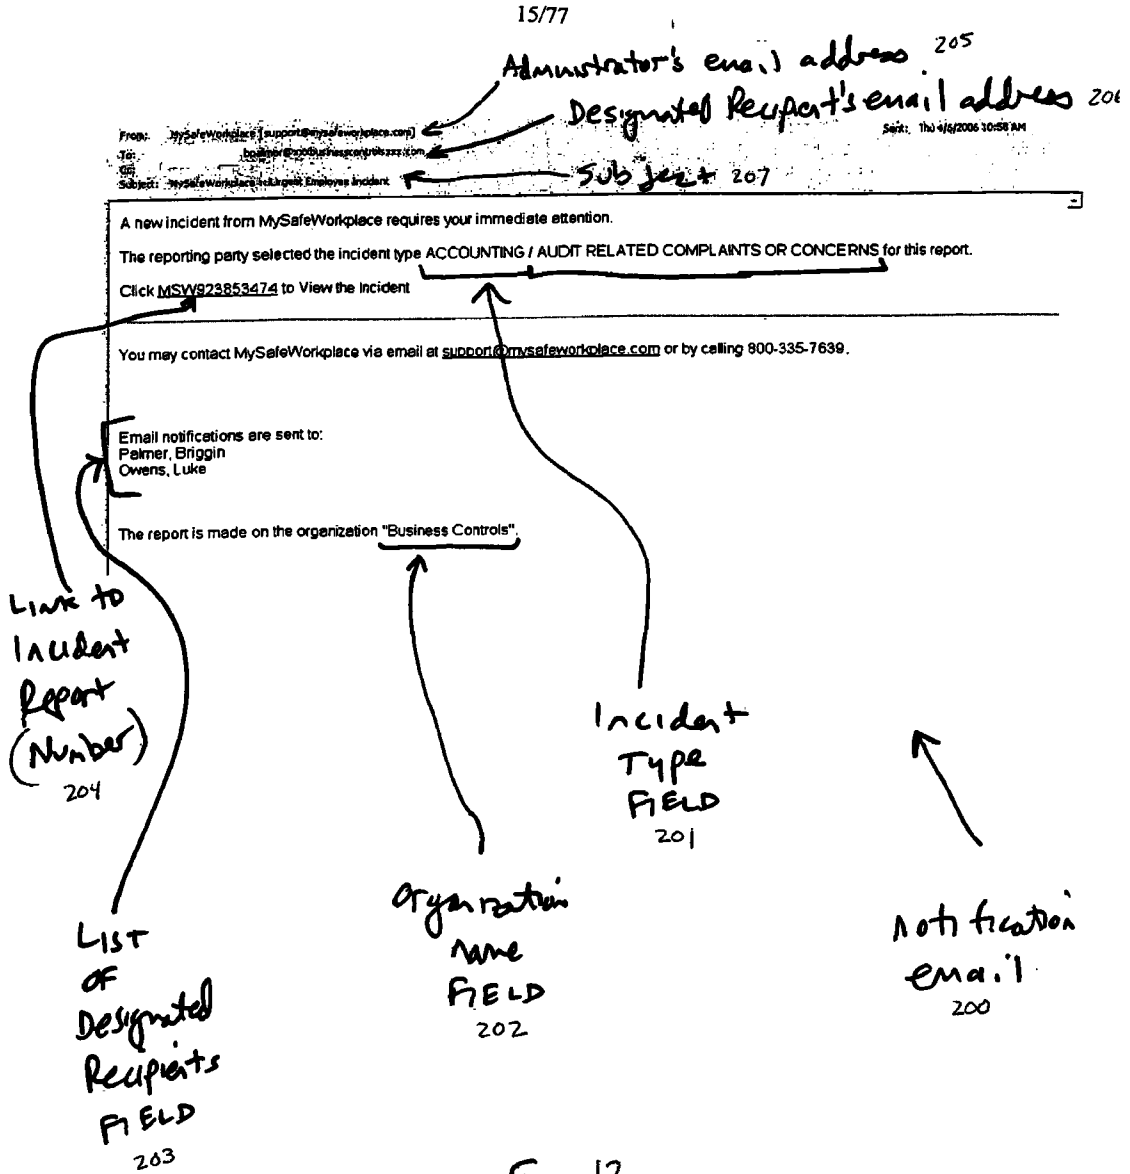 15/77
Administrator's email address 205
Designated Recipient's email address 206
From: MySafeWorkplace [support@mysafeworkplace.com]
Sent: Thu 4/6/2006 10:58 AM
To:
Cc:
Subject: MySafeWorkplace Urgent Employee Incident
Subject 207
A new incident from MySafeWorkplace requires your immediate attention.
The reporting party selected the incident type ACCOUNTING / AUDIT RELATED COMPLAINTS OR CONCERNS for this report.
Click MSW923853474 to View the Incident
You may contact MySafeWorkplace via email at support@mysafeworkplace.com or by calling 800-335-7639.
Email notifications are sent to:
Palmer, Briggin
Owens, Luke
The report is made on the organization "Business Controls".
Link to
Incident
Report
(Number)
204
Incident
Type
FIELD
201
Organization
name
FIELD
202
notification
email
200
LIST
OF
Designated
Recipients
FIELD
203